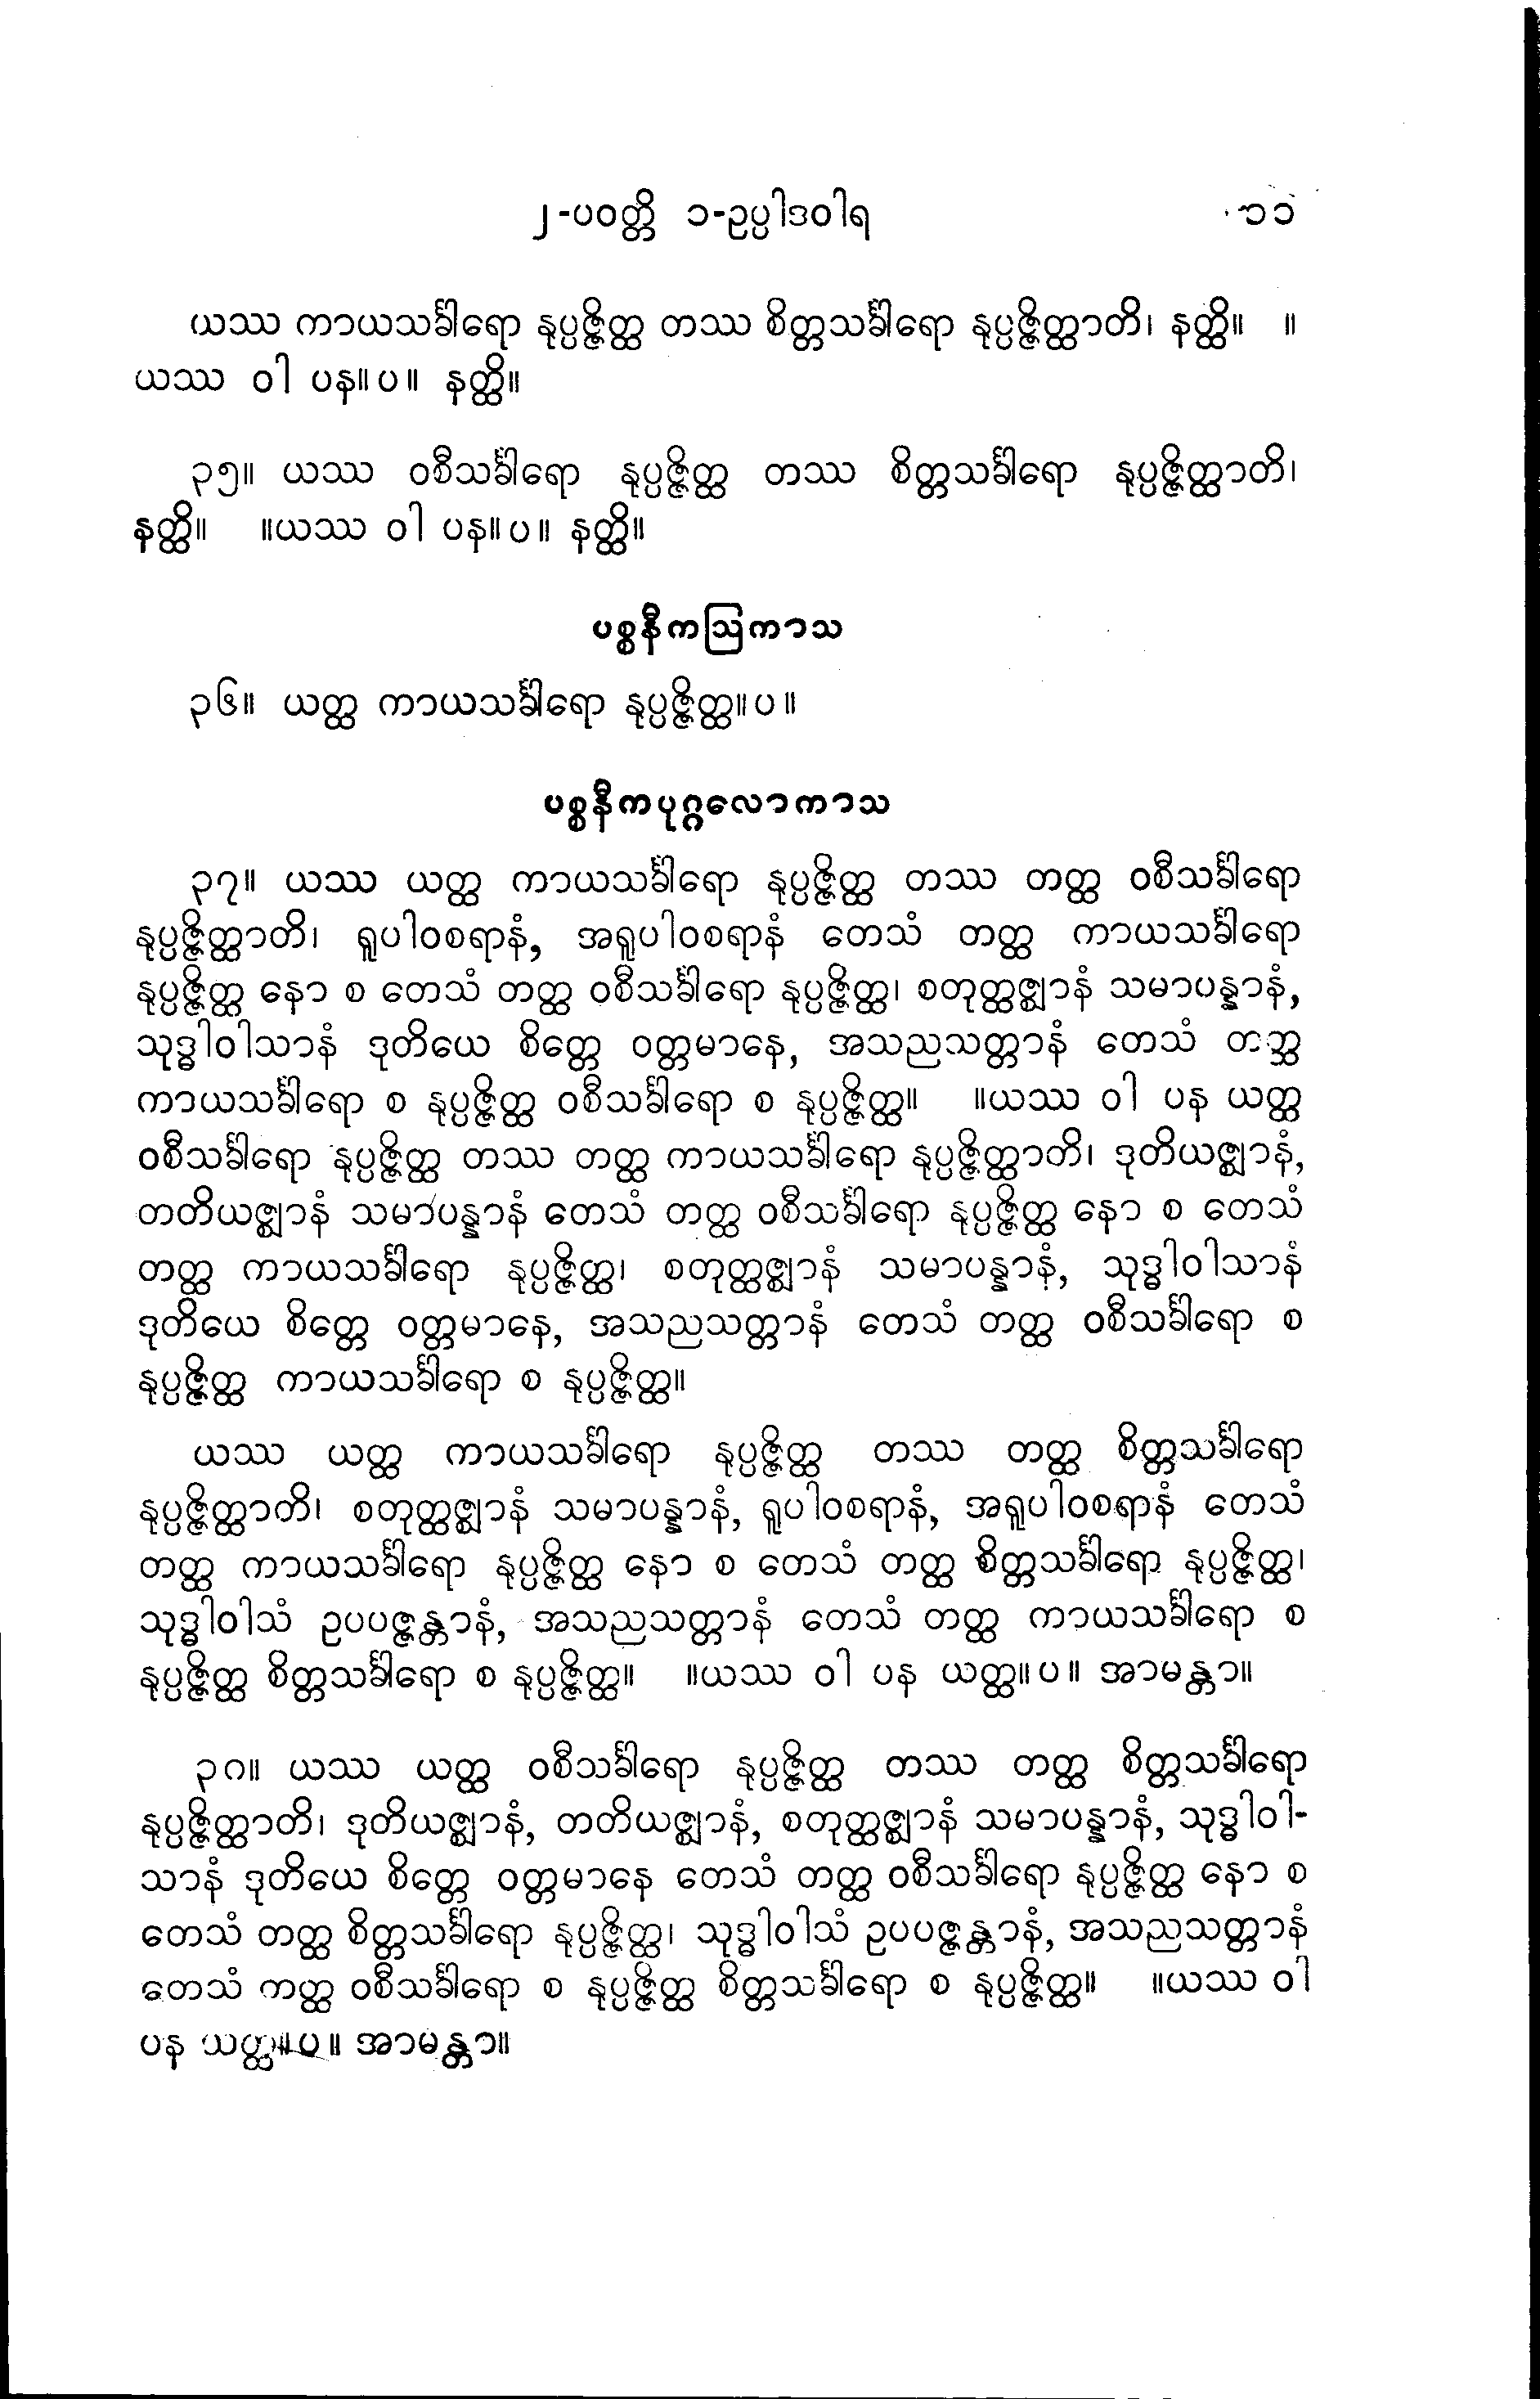 ၂-ပဝတ္တိ ၁-ဥပ္ပါဒဝါရ ၁၁
ယဿ ကာယသင်္ခါရော နုပ္ပဇ္ဇိတ္ထ တဿ စိတ္တသင်္ခါရော နုပ္ပဇ္ဇိတ္ထာတိ၊ နတ္ထိ။ ။
ယဿ ဝါ ပန။ပ။ နတ္ထိ။
၃၅။ ယဿ ဝစီသင်္ခါရော နုပ္ပဇ္ဇိတ္ထ တဿ စိတ္တသင်္ခါရော နုပ္ပဇ္ဇိတ္ထာတိ၊
နတ္ထိ။ ။ယဿ ဝါ ပန။ပ။ နတ္ထိ။
ပစ္စနီကဩကာသ
၃၆။ ယတ္ထ ကာယသင်္ခါရော နုပ္ပဇ္ဇိတ္ထ။ပ။
ပစ္စနီကပုဂ္ဂလောကာသ
၃၇။ ယဿ ယတ္ထ ကာယသင်္ခါရော နုပ္ပဇ္ဇိတ္ထ တဿ တတ္ထ ဝစီသင်္ခါရော
နုပ္ပဇ္ဇိတ္ထာတိ၊ ရူပါဝစရာနံ, အရူပါဝစရာနံ တေသံ တတ္ထ ကာယသင်္ခါရော
နုပ္ပဇ္ဇိတ္ထ နော စ တေသံ တတ္ထ ဝစီသင်္ခါရော နုပ္ပဇ္ဇိတ္ထ၊ စတုတ္ထဇ္ဈာနံ သမာပန္နာနံ,
သုဒ္ဓါဝါသာနံ ဒုတိယေ စိတ္တေ ဝတ္တမာနေ, အသညသတ္တာနံ တေသံ တတ္ထ
ကာယသင်္ခါရော စ နုပ္ပဇ္ဇိတ္ထ ဝစီသင်္ခါရော စ နုပ္ပဇ္ဇိတ္ထ။ ။ယဿ ဝါ ပန ယတ္ထ
ဝစီသင်္ခါရော နုပ္ပဇ္ဇိတ္ထ တဿ တတ္ထ ကာယသင်္ခါရော နုပ္ပဇ္ဇိတ္ထာတိ၊ ဒုတိယဇ္ဈာနံ,
တတိယဇ္ဈာနံ သမာပန္နာနံ တေသံ တတ္ထ ဝစီသင်္ခါရော နုပ္ပဇ္ဇိတ္ထ နော စ တေသံ
တတ္ထ ကာယသင်္ခါရော နုပ္ပဇ္ဇိတ္ထ၊ စတုတ္ထဇ္ဈာနံ သမာပန္နာနံ, သုဒ္ဓါဝါသာနံ
ဒုတိယေ စိတ္တေ ဝတ္တမာနေ, အသညသတ္တာနံ တေသံ တတ္ထ ဝစီသင်္ခါရော စ
နုပ္ပဇ္ဇိတ္ထ ကာယသင်္ခါရော စ နုပ္ပဇ္ဇိတ္ထ။
ယဿ ယတ္ထ ကာယသင်္ခါရော နုပ္ပဇ္ဇိတ္ထ တဿ တတ္ထ စိတ္တသင်္ခါရော
နုပ္ပဇ္ဇိတ္ထာတိ၊ စတုတ္ထဇ္ဈာနံ သမာပန္နာနံ, ရူပါဝစရာနံ, အရူပါဝစရာနံ တေသံ
တတ္ထ ကာယသင်္ခါရော နုပ္ပဇ္ဇိတ္ထ နော စ တေသံ တတ္ထ စိတ္တသင်္ခါရော နုပ္ပဇ္ဇိတ္ထ၊
သုဒ္ဓါဝါသံ ဥပပဇ္ဇန္တာနံ, အသညသတ္တာနံ တေသံ တတ္ထ ကာယသင်္ခါရော စ
နုပ္ပဇ္ဇိတ္ထ စိတ္တသင်္ခါရော စ နုပ္ပဇ္ဇိတ္ထ။ ။ယဿ ဝါ ပန ယတ္ထ။ပ။ အာမန္တာ။
၃၈။ ယဿ ယတ္ထ ဝစီသင်္ခါရော နုပ္ပဇ္ဇိတ္ထ တဿ တတ္ထ စိတ္တသင်္ခါရော
နုပ္ပဇ္ဇိတ္ထာတိ၊ ဒုတိယဇ္ဈာနံ, တတိယဇ္ဈာနံ, စတုတ္ထဇ္ဈာနံ သမာပန္နာနံ, သုဒ္ဓါဝါ-
သာနံ ဒုတိယေ စိတ္တေ ဝတ္တမာနေ တေသံ တတ္ထ ဝစီသင်္ခါရော နုပ္ပဇ္ဇိတ္ထ နော စ
တေသံ တတ္ထ စိတ္တသင်္ခါရော နုပ္ပဇ္ဇိတ္ထ၊ သုဒ္ဓါဝါသံ ဥပပဇ္ဇန္တာနံ, အသညသတ္တာနံ
တေသံ ကတ္ထ ဝစီသင်္ခါရော စ နုပ္ပဇ္ဇိတ္ထ စိတ္တသင်္ခါရော စ နုပ္ပဇ္ဇိတ္ထ။ ။ယဿ ဝါ
ပန ယတ္ထ။ပ။ အာမန္တာ။